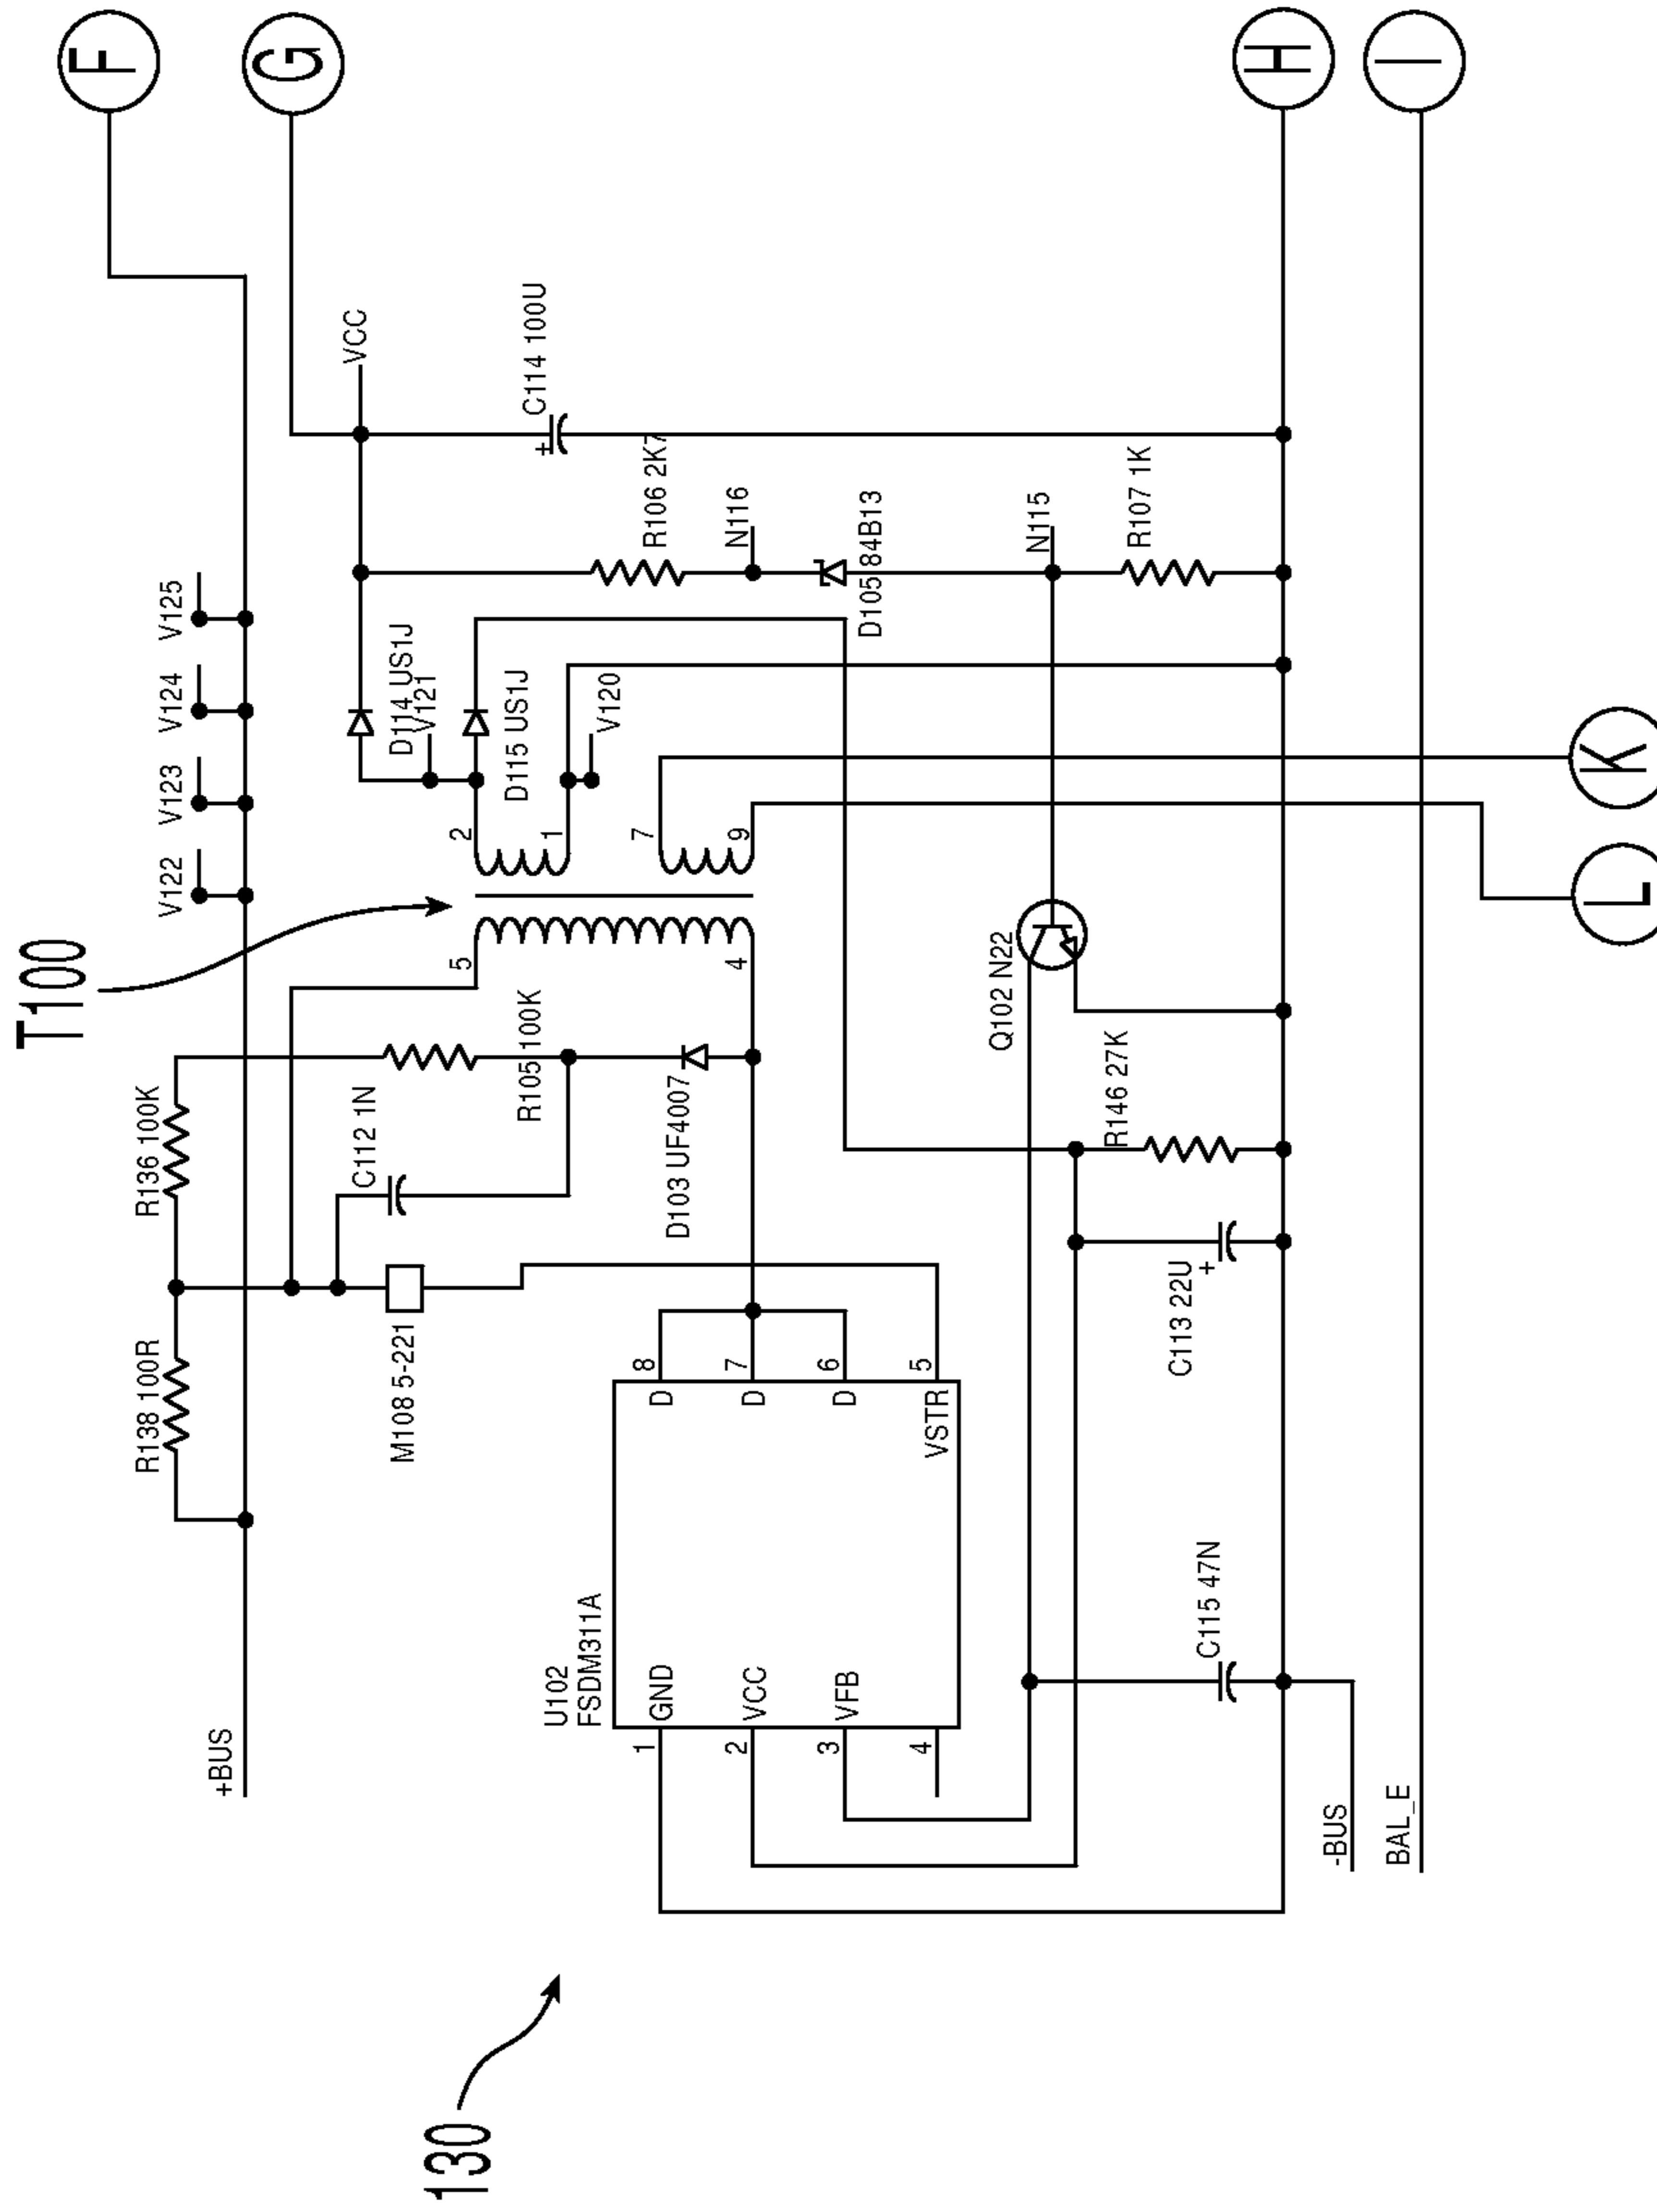 F
G
H
I
T100
V122
V123
V124
V125
VCC
R138 100R
R136 100K
C112 1N
M108 5-221
R105 100K
D103 UF4007
5
4
2
1
7
9
D114 US1J
V121
D115 US1J
V120
C114 100U
+
R106 2K7
N116
D105 84B13
N115
R107 1K
+BUS
U102
FSDM311A
GND
VCC
VFB
D
D
D
VSTR
1
2
3
4
8
7
6
5
Q102 N22
R146 27K
C113 22U
+
C115 47N
-BUS
BAL_E
K
L
130